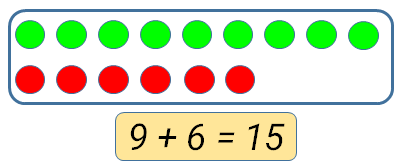 9 + 6 = 15